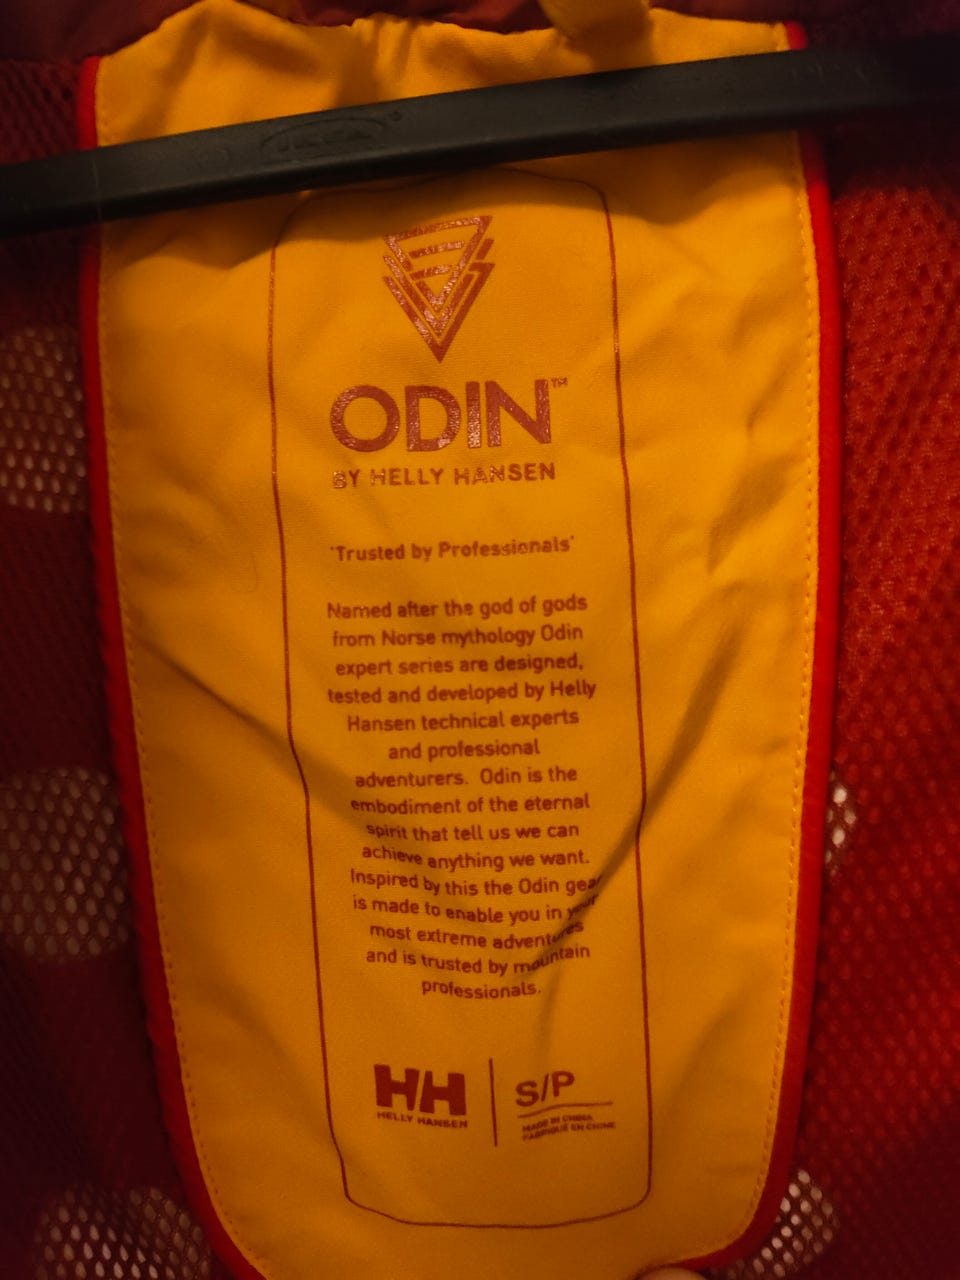 IKEA®
ODIN™
BY HELLY HANSEN
'Trusted by Professionals'
Named after the god of gods
from Norse mythology Odin
expert series are designed,
tested and developed by Helly
Hansen technical experts
and professional
adventurers. Odin is the
embodiment of the eternal
spirit that tell us we can
achieve anything we want.
Inspired by this the Odin gear
is made to enable you in your
most extreme adventures
and is trusted by mountain
professionals.
HH
HELLY HANSEN
S/P
MADE IN CHINA
FABRIQUÉ EN CHINE